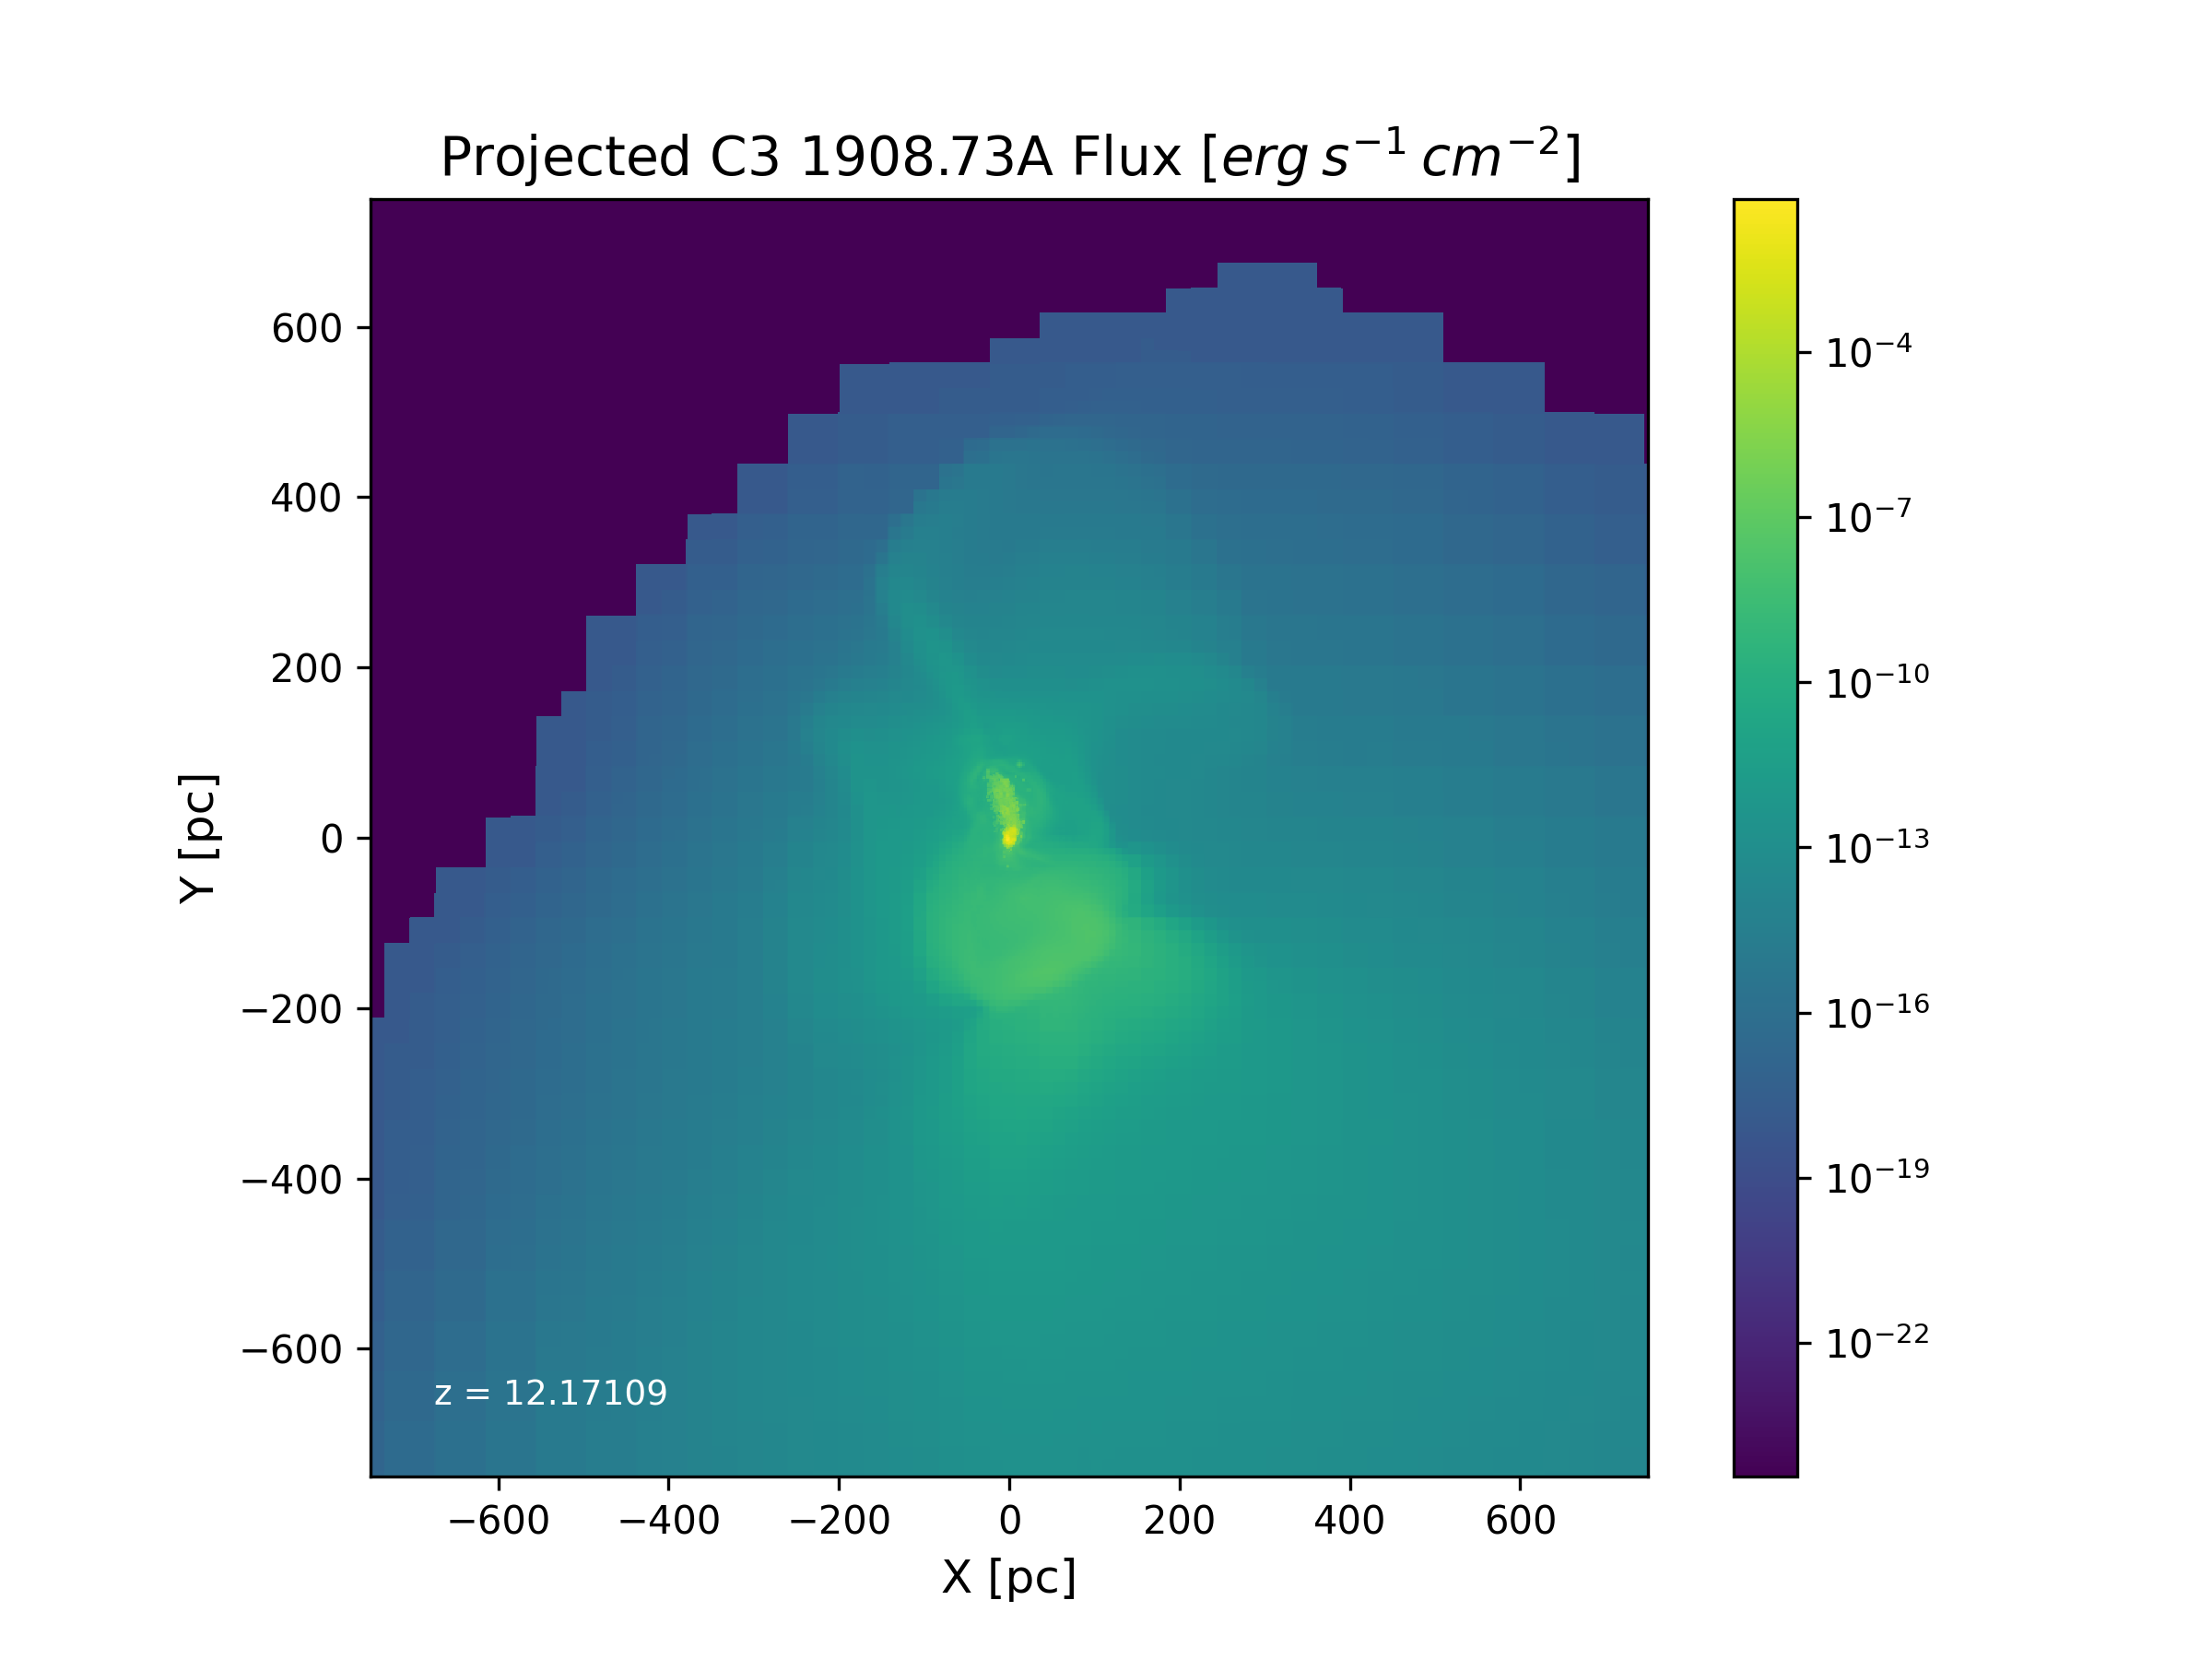 Projected C3 1908.73A Flux [erg s⁻¹ cm⁻²]
600
400
200
0
−200
−400
−600
Y [pc]
z = 12.17109
−600 −400 −200 0 200 400 600
X [pc]
10⁻⁴
10⁻⁷
10⁻¹⁰
10⁻¹³
10⁻¹⁶
10⁻¹⁹
10⁻²²